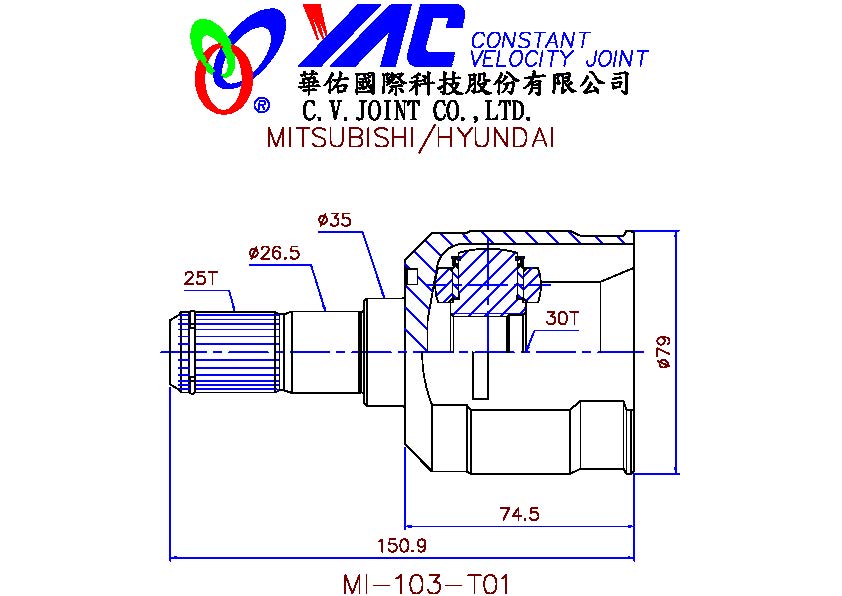 YAC CONSTANT
VELOCITY JOINT
®
華佑國際科技股份有限公司
C.V.JOINT CO.,LTD.
MITSUBISHI/HYUNDAI
ø35
ø26.5
25T
30T
ø79
74.5
150.9
MI-103-T01